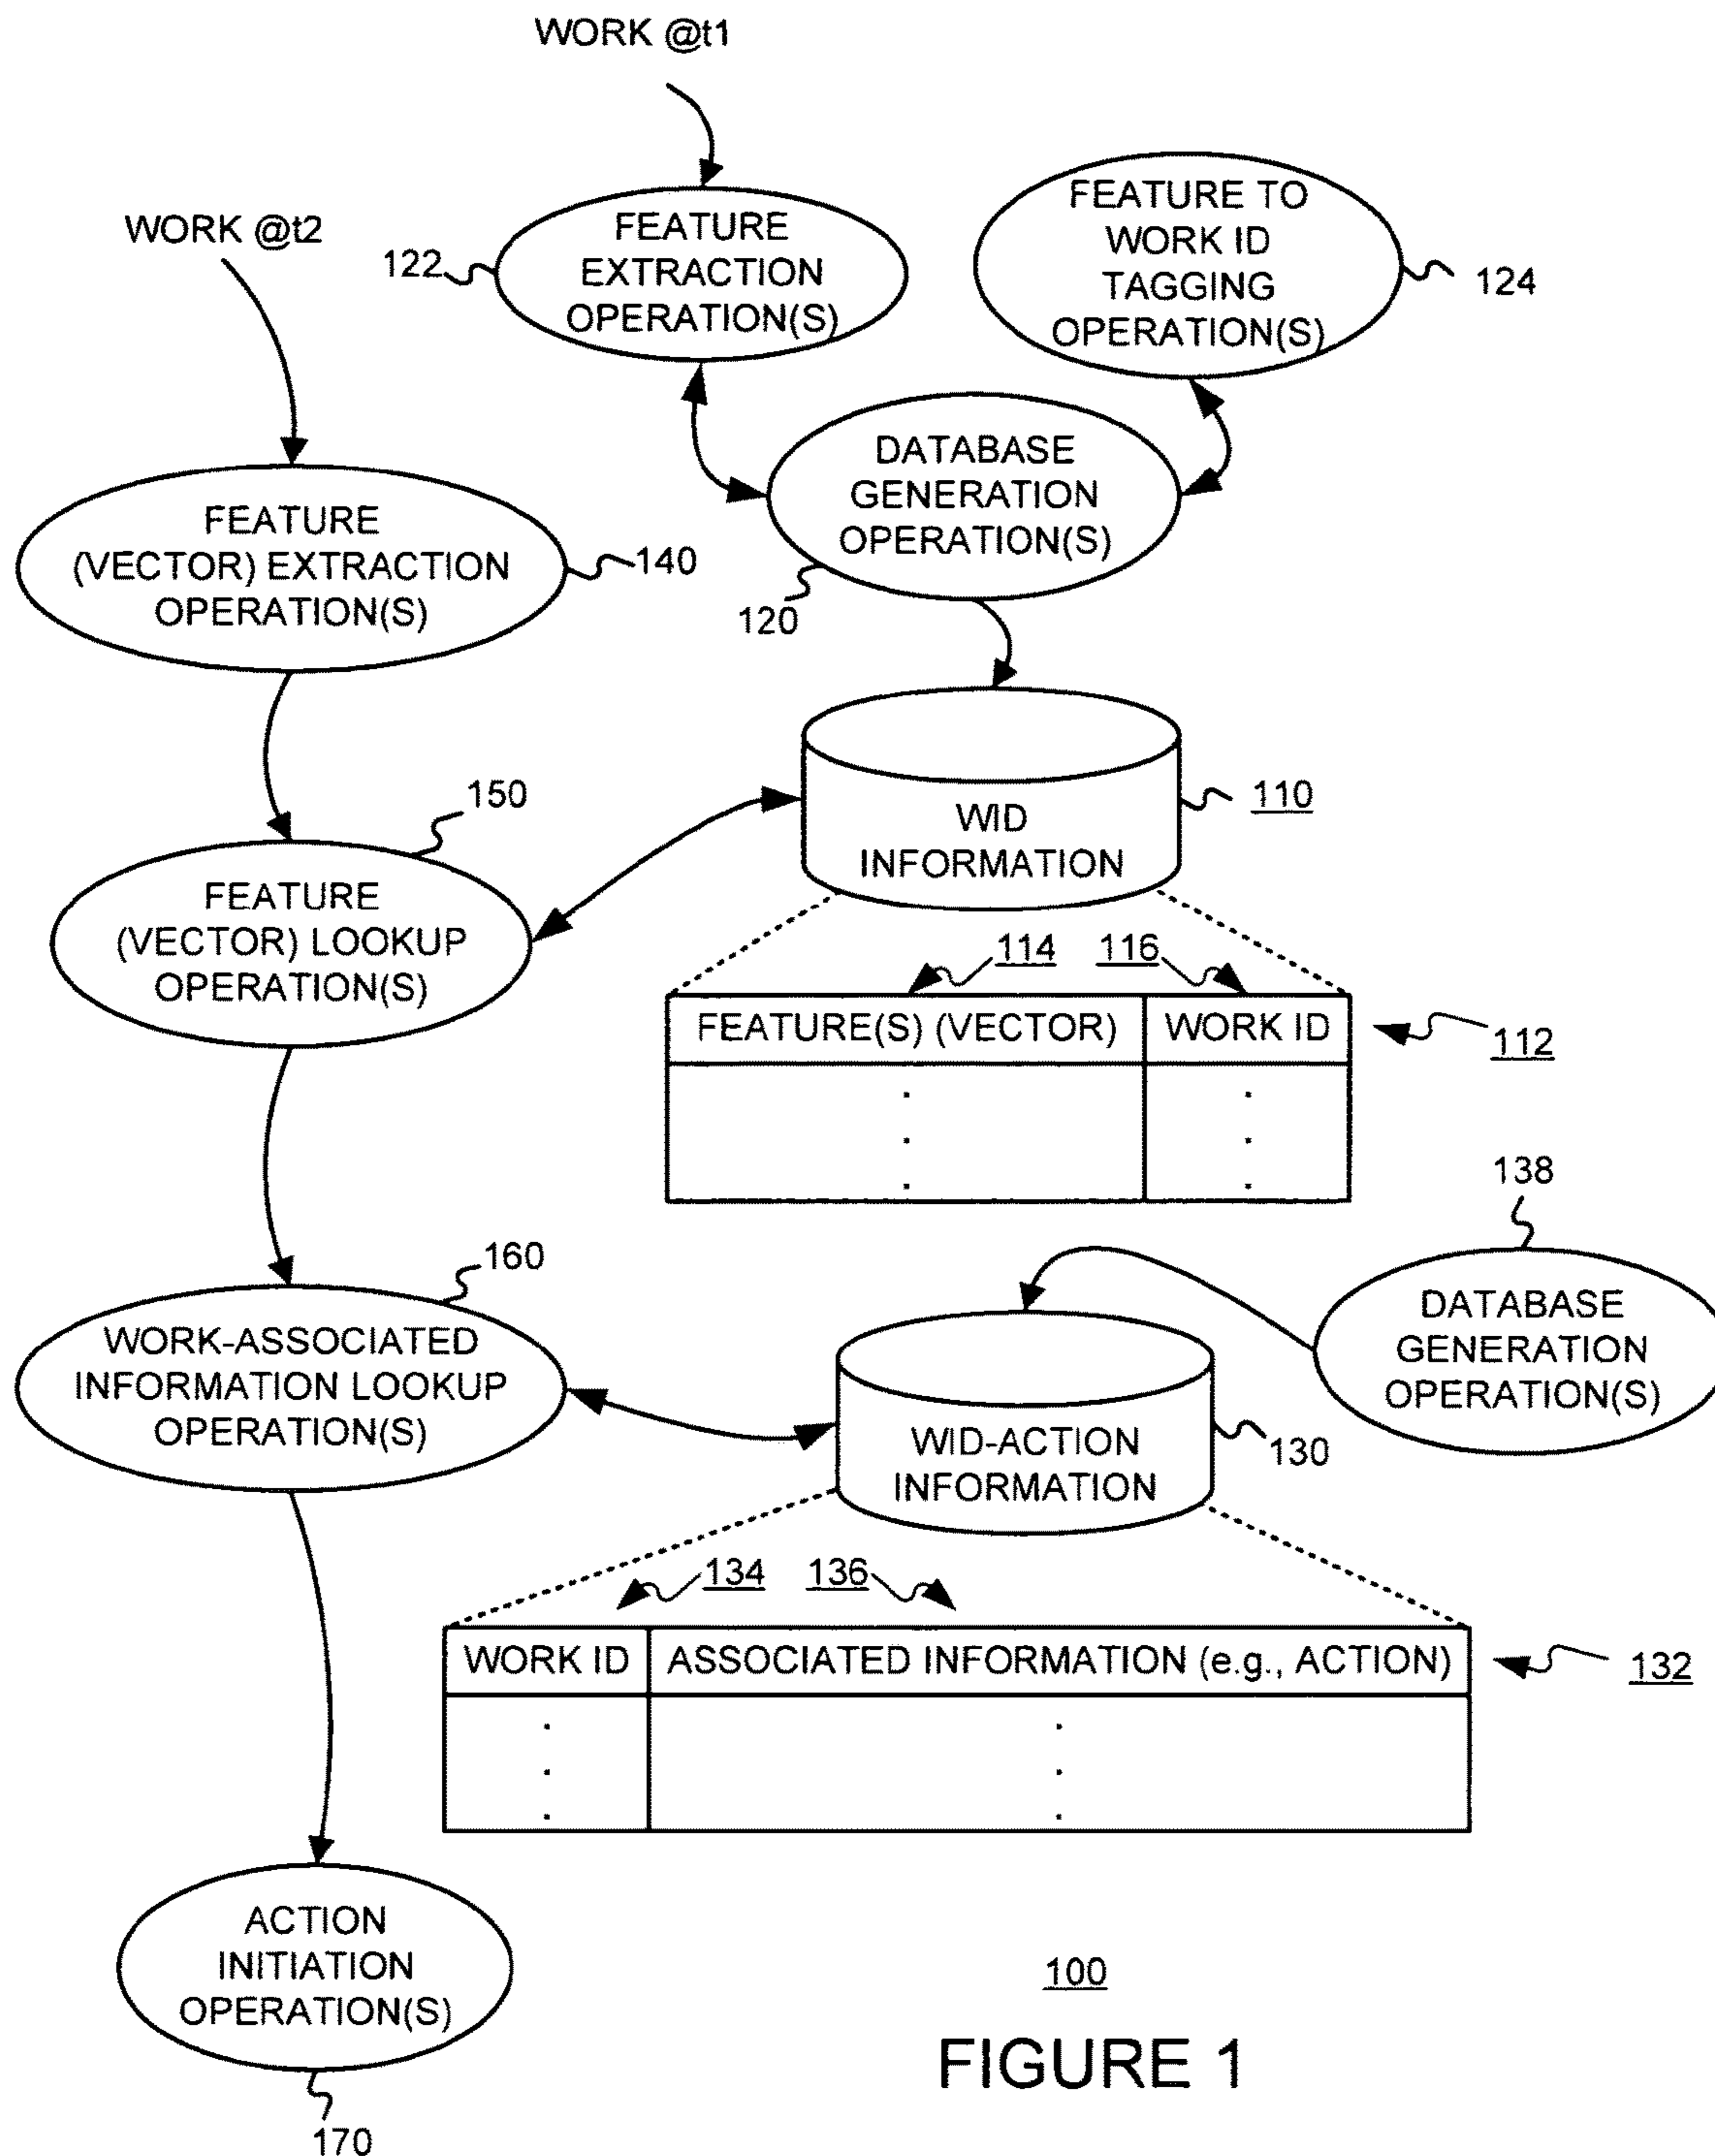 WORK @t1
WORK @t2
122
FEATURE
EXTRACTION
OPERATION(S)
FEATURE TO
WORK ID
TAGGING
OPERATION(S)
124
DATABASE
GENERATION
OPERATION(S)
120
FEATURE
(VECTOR) EXTRACTION
OPERATION(S)
140
150
WID
INFORMATION
110
FEATURE
(VECTOR) LOOKUP
OPERATION(S)
114
116
FEATURE(S) (VECTOR)
WORK ID
112
.
.
.
.
.
.
138
160
DATABASE
GENERATION
OPERATION(S)
WORK-ASSOCIATED
INFORMATION LOOKUP
OPERATION(S)
WID-ACTION
INFORMATION
130
134
136
WORK ID
ASSOCIATED INFORMATION (e.g., ACTION)
132
.
.
.
.
.
.
ACTION
INITIATION
OPERATION(S)
170
100
FIGURE 1